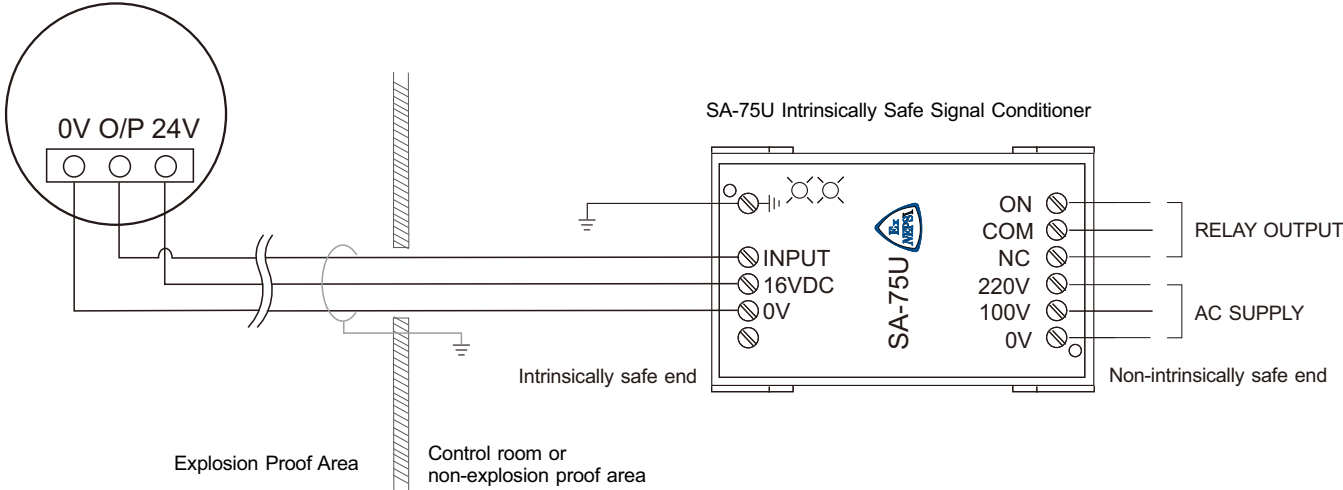 SA-75U Intrinsically Safe Signal Conditioner
0V O/P 24V
INPUT
16VDC
0V
Ex
NEPSI
SA-75U
ON
COM
NC
220V
100V
0V
RELAY OUTPUT
AC SUPPLY
Intrinsically safe end
Non-intrinsically safe end
Explosion Proof Area
Control room or
non-explosion proof area